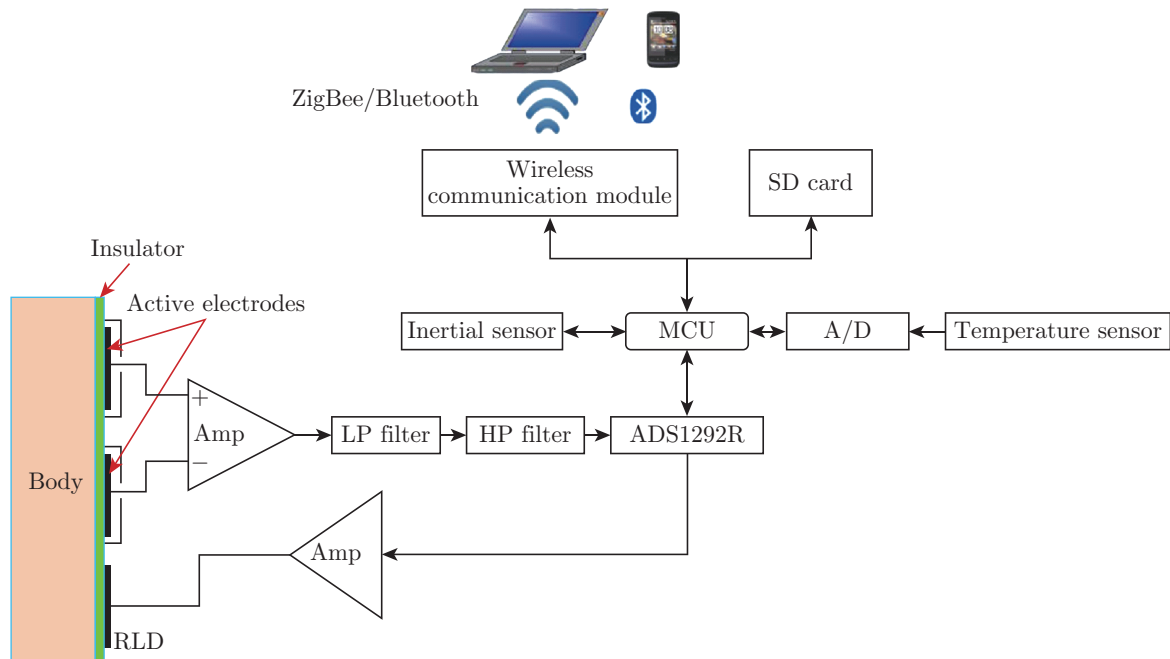 ZigBee/Bluetooth
Wireless
communication module
SD card
Insulator
Active electrodes
Inertial sensor
MCU
A/D
Temperature sensor
+
Amp
−
LP filter
HP filter
ADS1292R
Body
Amp
RLD